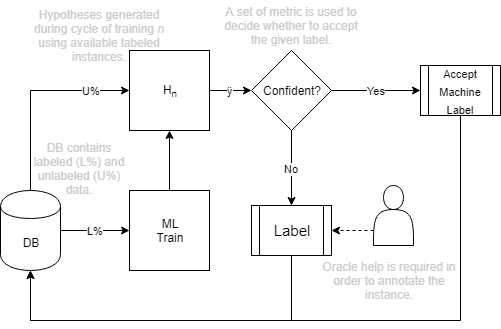 Hypotheses generated
during cycle of training n
using available labeled
instances.
A set of metric is used to
decide whether to accept
the given label.
U%
Hn
ÿ
Confident?
Yes
Accept
Machine
Label
DB contains
labeled (L%) and
unlabeled (U%)
data.
No
DB
L%
ML
Train
Label
Oracle help is required in
order to annotate the
instance.